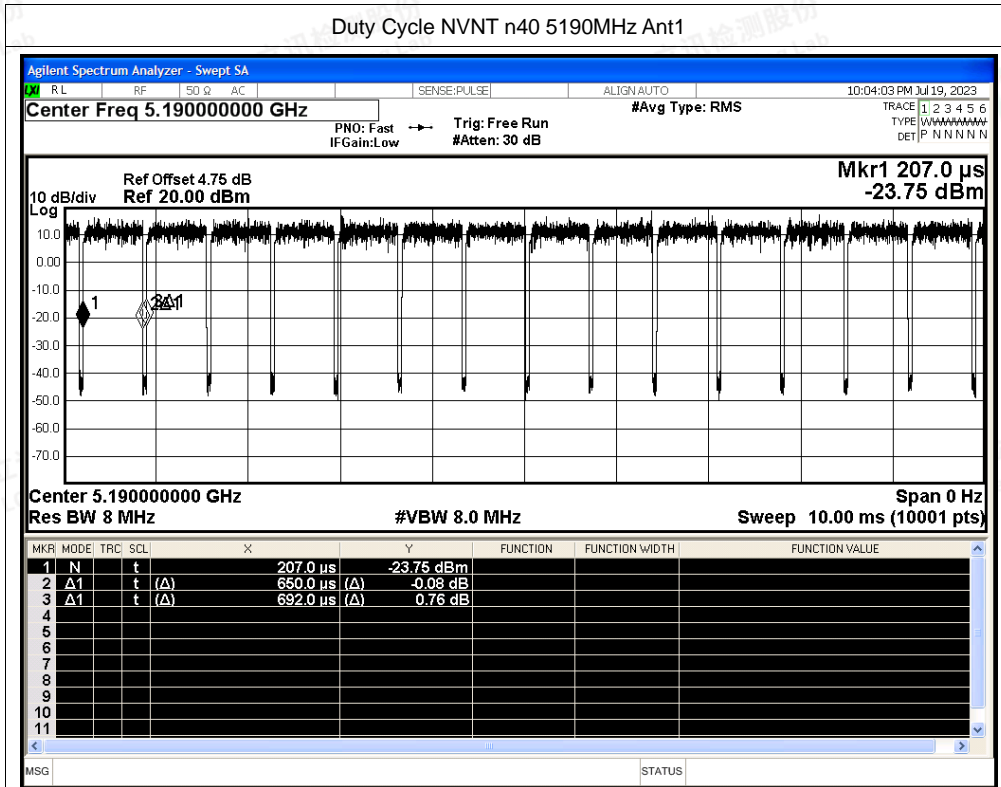 Duty Cycle NVNT n40 5190MHz Ant1
Agilent Spectrum Analyzer - Swept SA
LXI RL RF 50 Ω AC SENSE:PULSE ALIGN AUTO 10:04:03 PM Jul 19, 2023
Center Freq 5.190000000 GHz #Avg Type: RMS TRACE 1 2 3 4 5 6
PNO: Fast Trig: Free Run TYPE WWWWWW
IFGain:Low #Atten: 30 dB DET P N N N N N
Mkr1 207.0 µs
Ref Offset 4.75 dB
10 dB/div Ref 20.00 dBm -23.75 dBm
Log
10.0
0.00
-10.0
1 2Δ1 3Δ1
-20.0
-30.0
-40.0
-50.0
-60.0
-70.0
Center 5.190000000 GHz Span 0 Hz
Res BW 8 MHz #VBW 8.0 MHz Sweep 10.00 ms (10001 pts)
MKR MODE TRC SCL X Y FUNCTION FUNCTION WIDTH FUNCTION VALUE
1 N t 207.0 µs -23.75 dBm
2 Δ1 t (Δ) 650.0 µs (Δ) -0.08 dB
3 Δ1 t (Δ) 692.0 µs (Δ) 0.76 dB
4
5
6
7
8
9
10
11
MSG STATUS